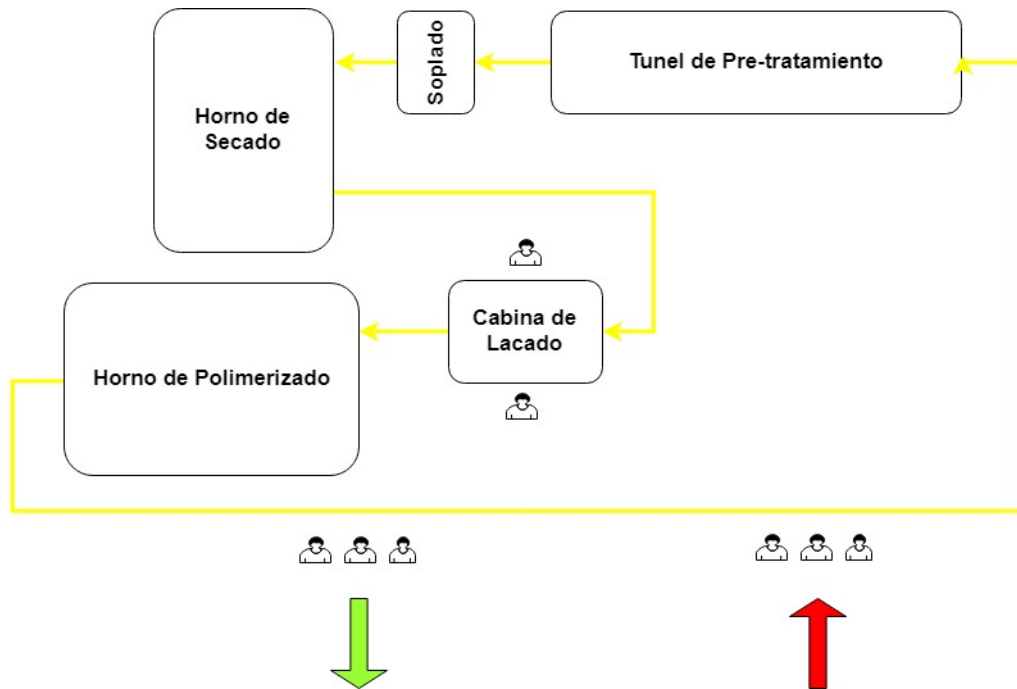 Tunel de Pre-tratamiento
Soplado
Horno de
Secado
Cabina de
Lacado
Horno de Polimerizado